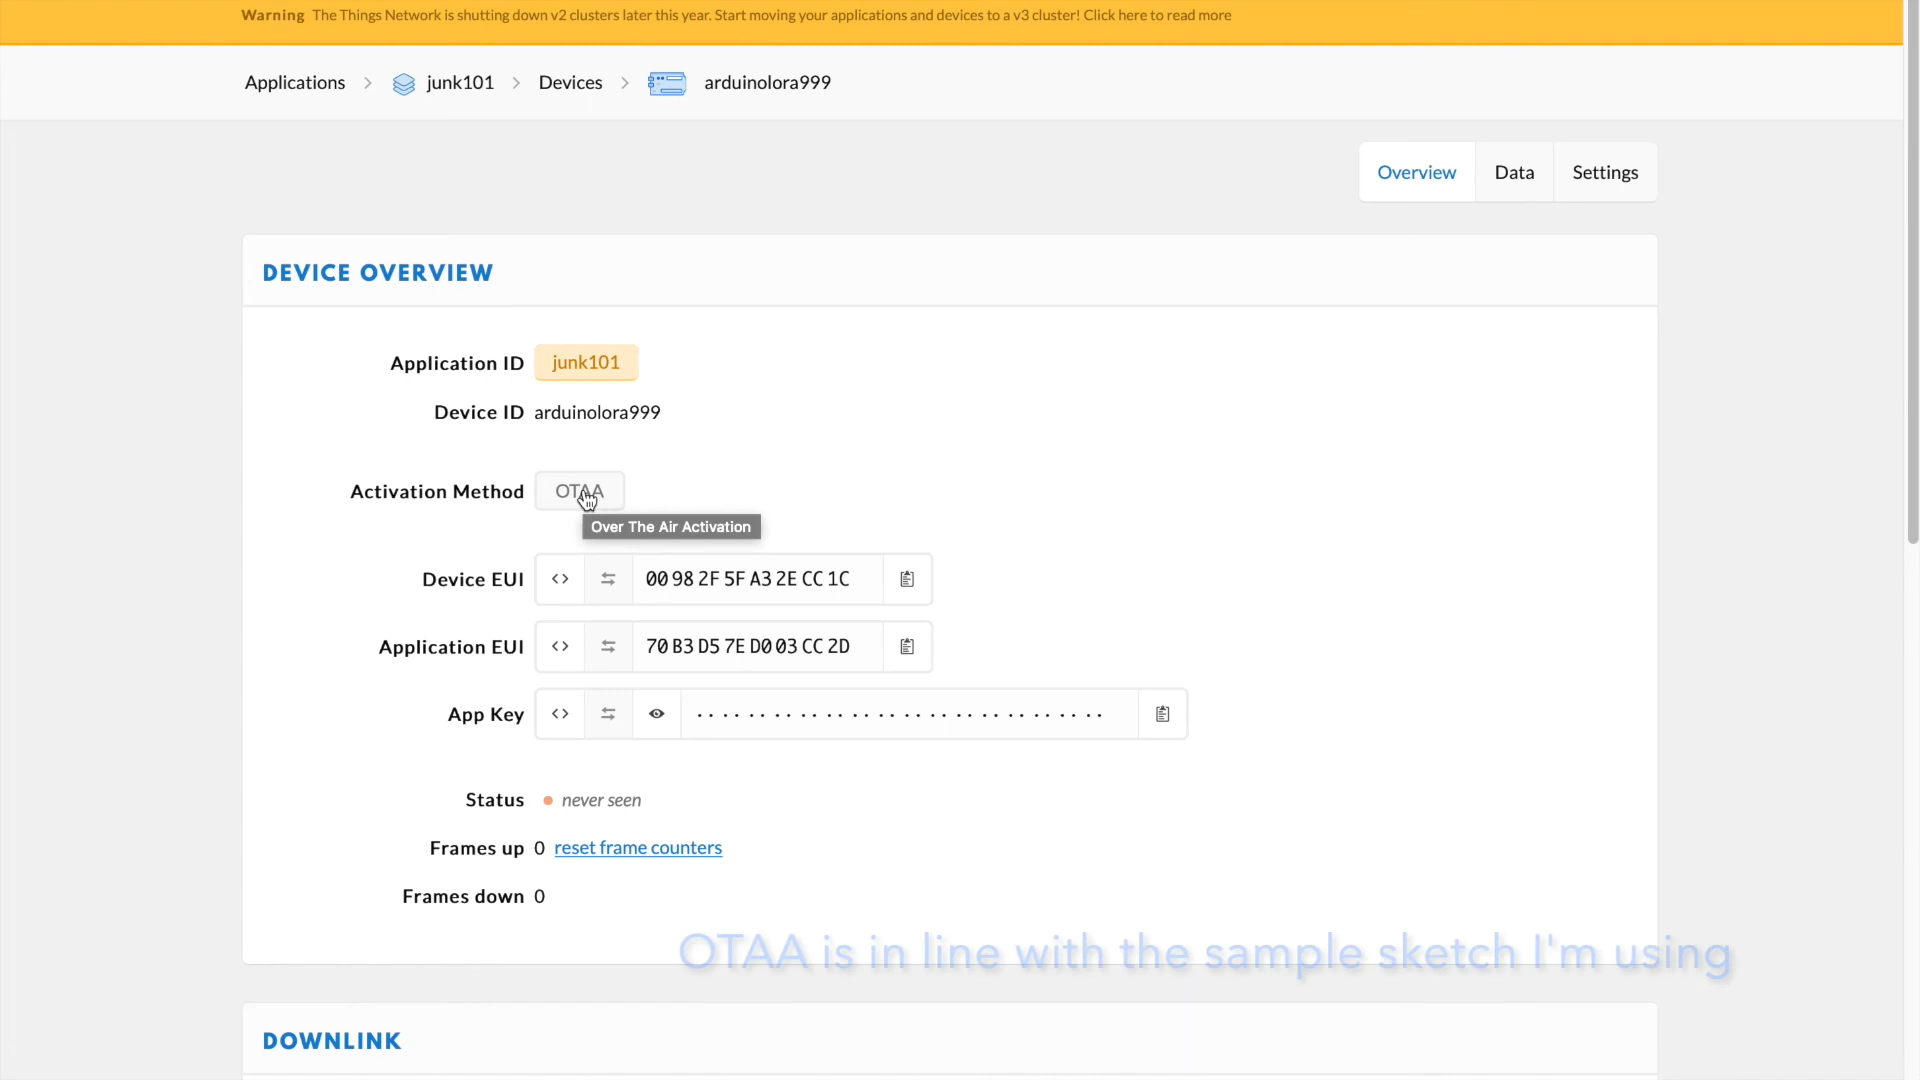 Warning The Things Network is shutting down v2 clusters later this year. Start moving your applications and devices to a v3 cluster! Click here to read more
Applications > junk101 > Devices > arduinolora999
Overview Data Settings
DEVICE OVERVIEW
Application ID junk101
Device ID arduinolora999
Activation Method OTAA
Over The Air Activation
Device EUI <> 00 98 2F 5F A3 2E CC 1C
Application EUI <> 70 B3 D5 7E D0 03 CC 2D
App Key <> ................................
Status never seen
Frames up 0 reset frame counters
Frames down 0
OTAA is in line with the sample sketch I'm using
DOWNLINK